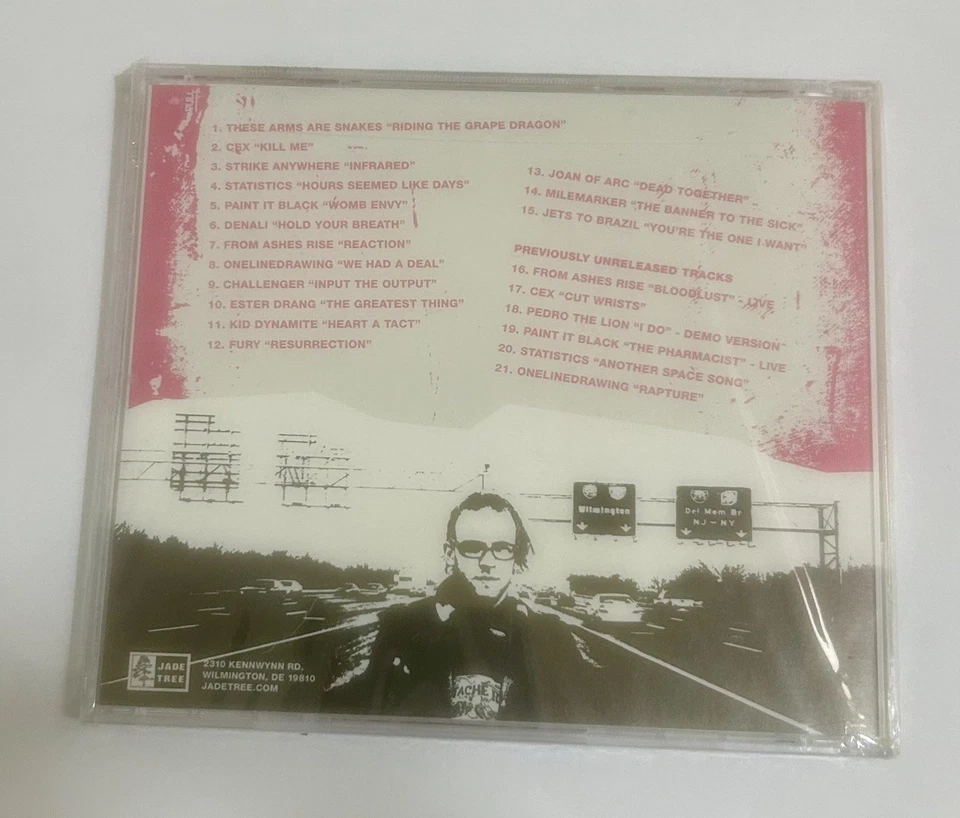 1. THESE ARMS ARE SNAKES "RIDING THE GRAPE DRAGON"
2. CEX "KILL ME"
3. STRIKE ANYWHERE "INFRARED"
4. STATISTICS "HOURS SEEMED LIKE DAYS"
5. PAINT IT BLACK "WOMB ENVY"
6. DENALI "HOLD YOUR BREATH"
7. FROM ASHES RISE "REACTION"
8. ONELINEDRAWING "WE HAD A DEAL"
9. CHALLENGER "INPUT THE OUTPUT"
10. ESTER DRANG "THE GREATEST THING"
11. KID DYNAMITE "HEART A TACT"
12. FURY "RESURRECTION"
13. JOAN OF ARC "DEAD TOGETHER"
14. MILEMARKER "THE BANNER TO THE SICK"
15. JETS TO BRAZIL "YOU'RE THE ONE I WANT"
PREVIOUSLY UNRELEASED TRACKS
16. FROM ASHES RISE "BLOODLUST" - LIVE
17. CEX "CUT WRISTS"
18. PEDRO THE LION "I DO" - DEMO VERSION
19. PAINT IT BLACK "THE PHARMACIST" - LIVE
20. STATISTICS "ANOTHER SPACE SONG"
21. ONELINEDRAWING "RAPTURE"
Wilmington
Del Mem Br
NJ - NY
JADE
TREE
2310 KENNWYNN RD.
WILMINGTON, DE 19810
JADETREE.COM